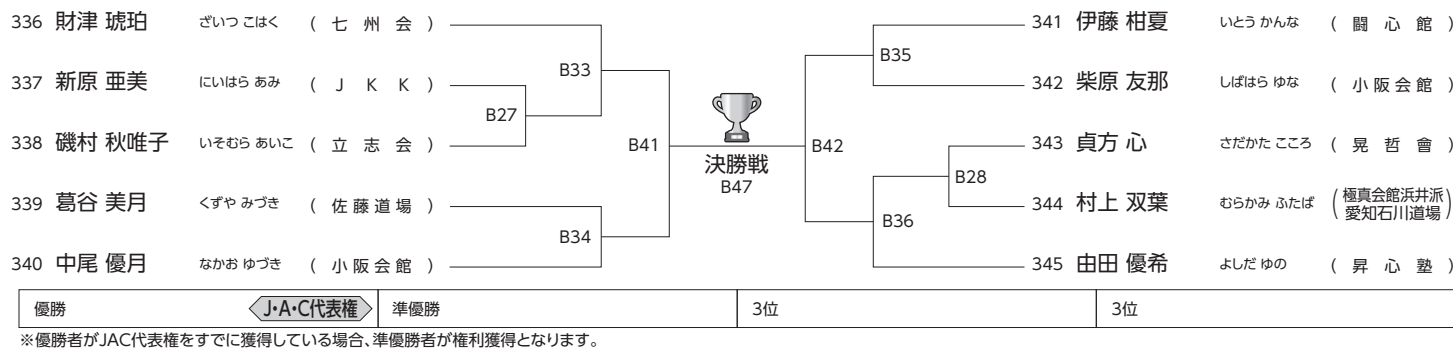 336 財津 琥珀 ざいつ こはく ( 七 州 会 )
337 新原 亜美 にいはら あみ ( J K K )
338 磯村 秋唯子 いそむら あいこ ( 立 志 会 )
339 葛谷 美月 くずや みづき ( 佐 藤 道 場 )
340 中尾 優月 なかお ゆづき ( 小 阪 会 館 )
B33
B27
B41
B34
決勝戦
B47
B35
B42
B28
B36
341 伊藤 柑夏 いとう かんな ( 闘 心 館 )
342 柴原 友那 しばはら ゆな ( 小 阪 会 館 )
343 貞方 心 さだかた こころ ( 晃 哲 會 )
344 村上 双葉 むらかみ ふたば (極真会館浜井派
愛知石川道場)
345 由田 優希 よしだ ゆの ( 昇 心 塾 )
優勝 J・A・C代表権 準優勝 3位 3位
※優勝者がJAC代表権をすでに獲得している場合、準優勝者が権利獲得となります。